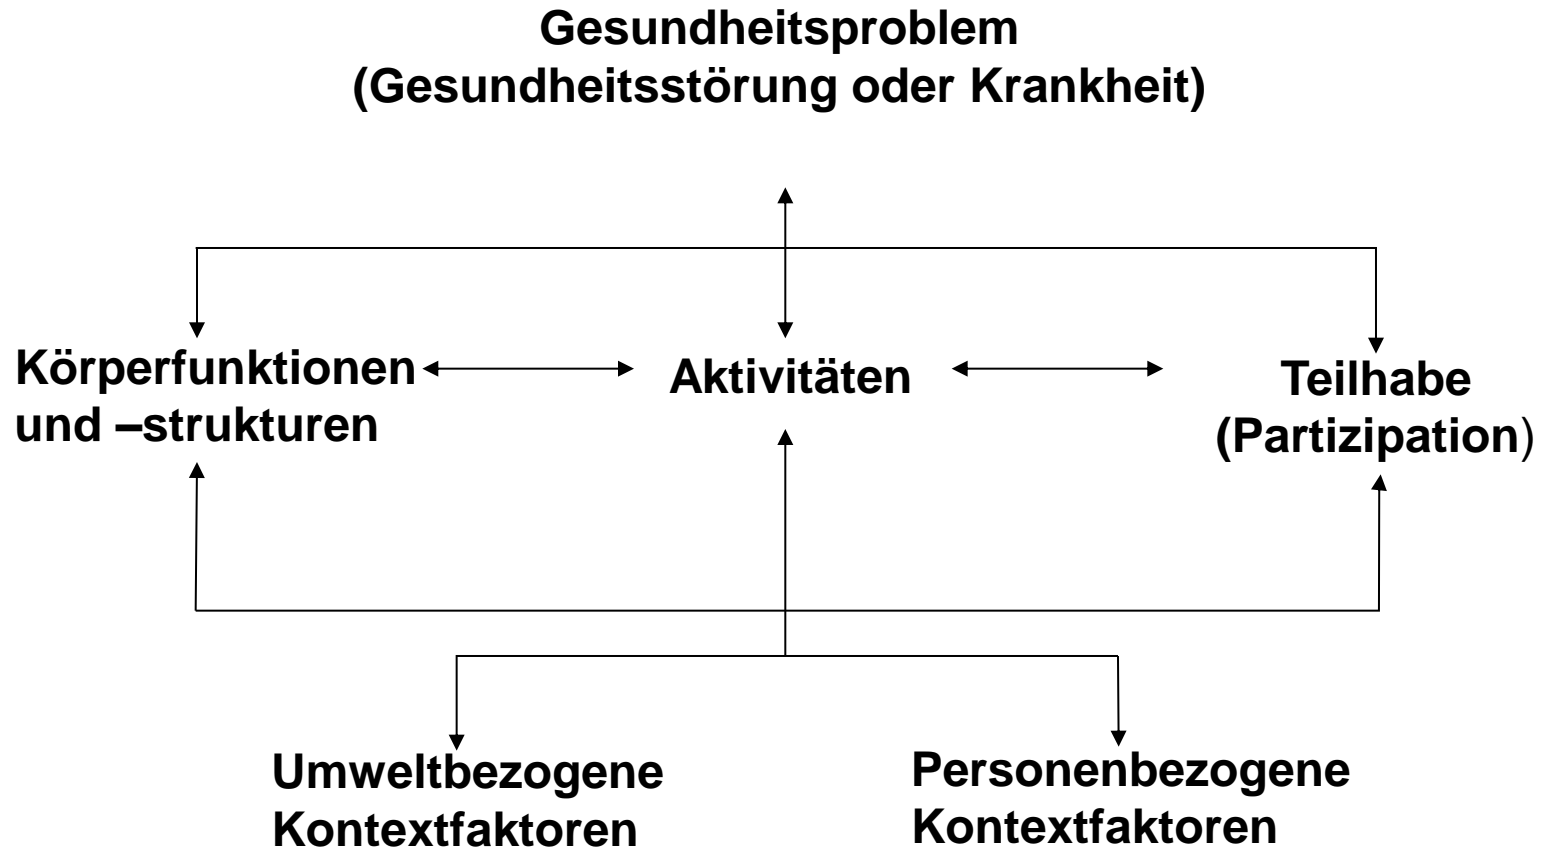 Gesundheitsproblem
(Gesundheitsstörung oder Krankheit)
Körperfunktionen
und –strukturen
Aktivitäten
Teilhabe
(Partizipation)
Umweltbezogene
Kontextfaktoren
Personenbezogene
Kontextfaktoren